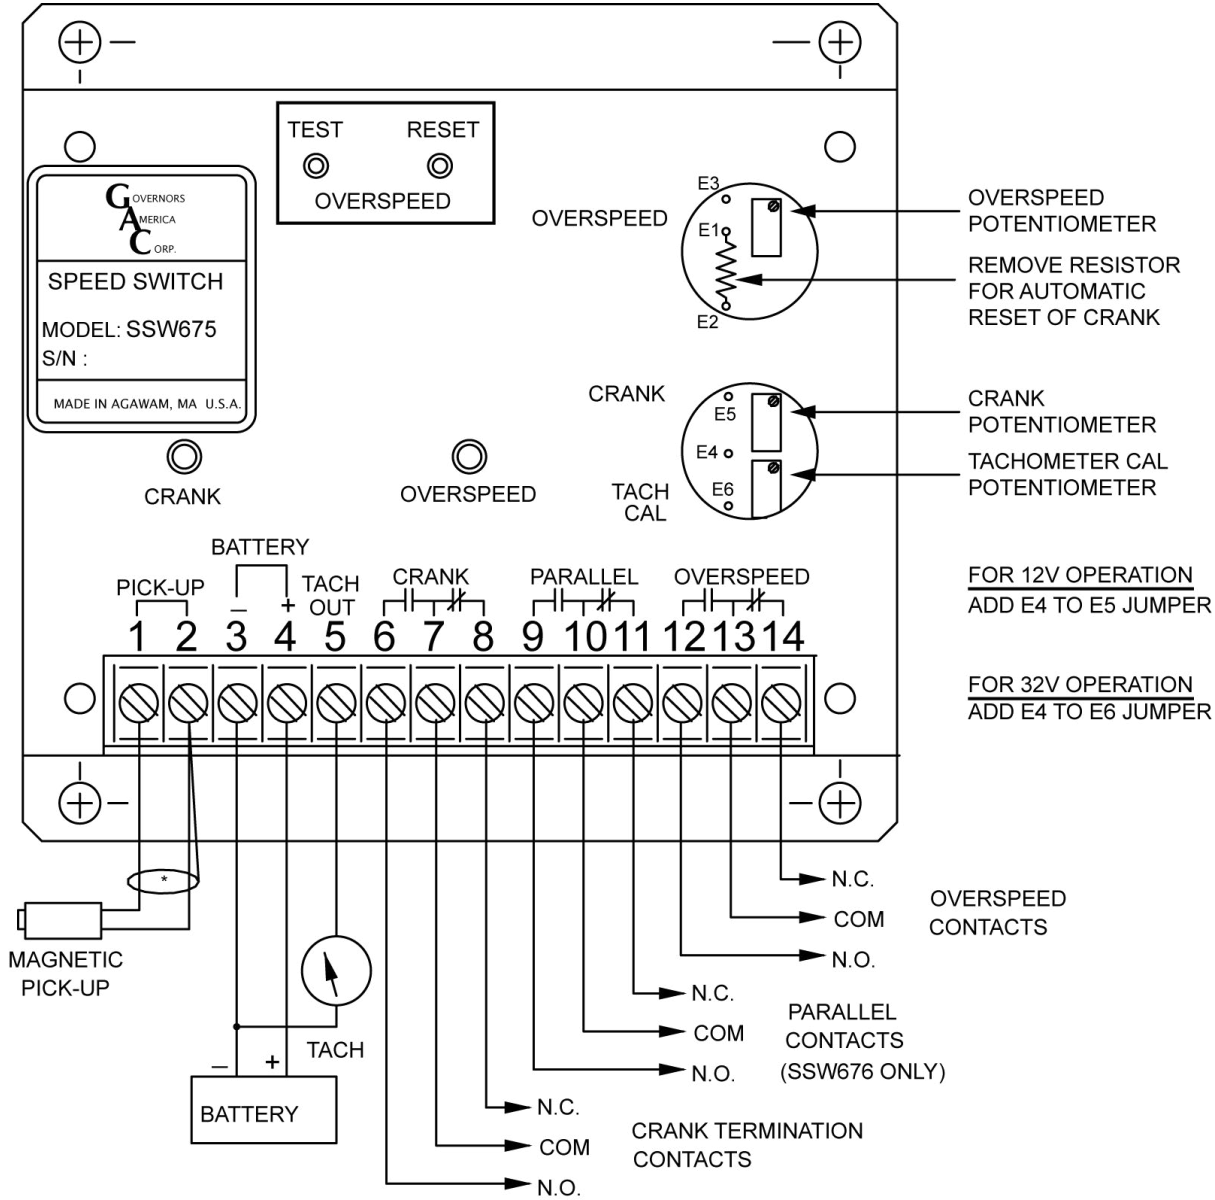 TEST RESET
OVERSPEED
GOVERNORS
AMERICA
CORP.
SPEED SWITCH
MODEL: SSW675
S/N :
MADE IN AGAWAM, MA U.S.A.
CRANK
OVERSPEED
OVERSPEED
E3
E1
E2
OVERSPEED
POTENTIOMETER
REMOVE RESISTOR
FOR AUTOMATIC
RESET OF CRANK
CRANK
E5
E4
E6
TACH
CAL
CRANK
POTENTIOMETER
TACHOMETER CAL
POTENTIOMETER
FOR 12V OPERATION
ADD E4 TO E5 JUMPER
FOR 32V OPERATION
ADD E4 TO E6 JUMPER
PICK-UP
BATTERY
– +
TACH
OUT
CRANK
PARALLEL
OVERSPEED
1 2 3 4 5 6 7 8 9 10 11 12 13 14
*
MAGNETIC
PICK-UP
TACH
– +
BATTERY
N.C.
COM
N.O.
OVERSPEED
CONTACTS
N.C.
COM
N.O.
PARALLEL
CONTACTS
(SSW676 ONLY)
N.C.
COM
N.O.
CRANK TERMINATION
CONTACTS